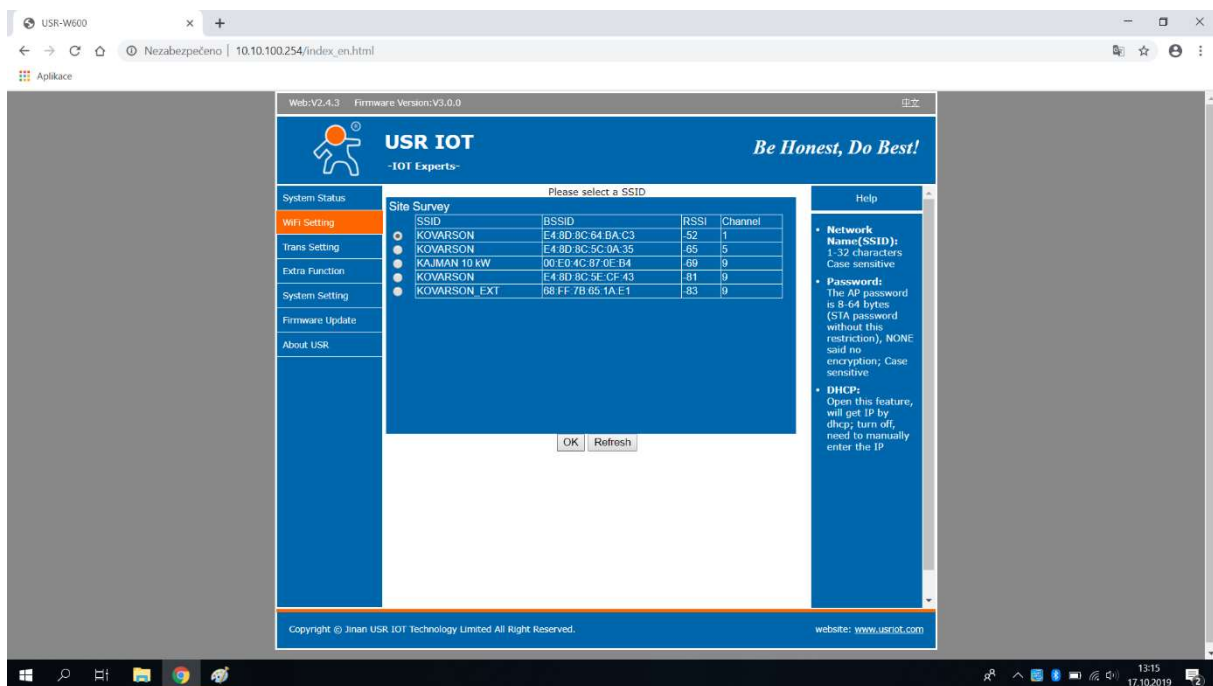 USR-W600
Nezabezpečeno | 10.10.100.254/index_en.html
Aplikace
Web:V2.4.3 Firmware Version:V3.0.0 中文
USR IOT
-IOT Experts-
Be Honest, Do Best!
System Status
WiFi Setting
Trans Setting
Extra Function
System Setting
Firmware Update
About USR
Please select a SSID
Site Survey
SSID BSSID RSSI Channel
KOVARSON E4:8D:8C:64:BA:C3 -52 1
KOVARSON E4:8D:8C:5C:0A:35 -65 5
KAJMAN 10 kW 00:E0:4C:87:0E:B4 -69 9
KOVARSON E4:8D:8C:5E:CF:43 -81 9
KOVARSON_EXT 68:FF:7B:65:1A:E1 -83 9
OK Refresh
Help
• Network
Name(SSID):
1-32 characters
Case sensitive
• Password:
The AP password
is 8-64 bytes
(STA password
without this
restriction), NONE
said no
encryption; Case
sensitive
• DHCP:
Open this feature,
will get IP by
dhcp; turn off,
need to manually
enter the IP
Copyright © Jinan USR IOT Technology Limited All Right Reserved. website: www.usriot.com
13:15
17.10.2019
2